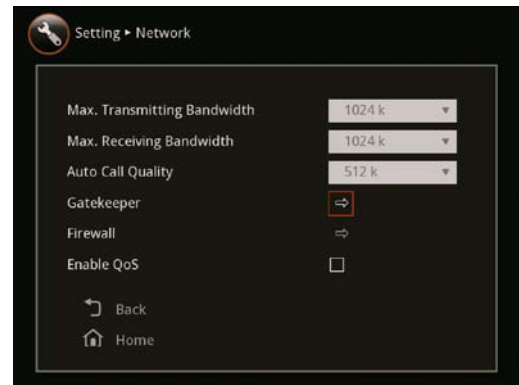 Setting ▸ Network
Max. Transmitting Bandwidth 1024 k
Max. Receiving Bandwidth 1024 k
Auto Call Quality 512 k
Gatekeeper
Firewall
Enable QoS
Back
Home